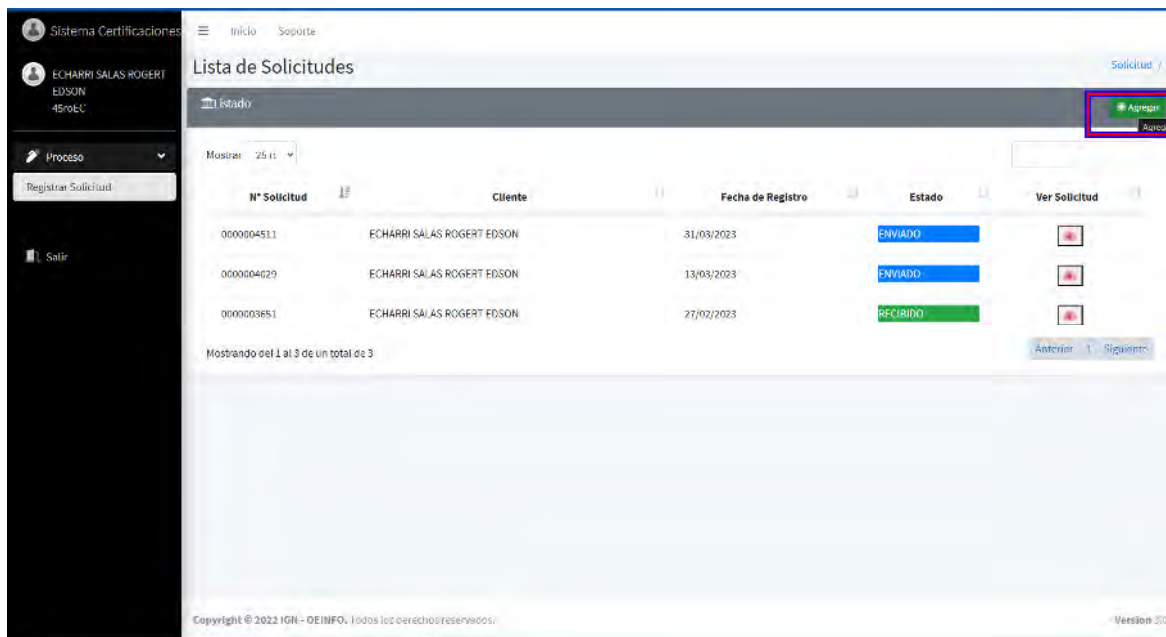 Sistema Certificaciones
Inicio Soporte
ECHARRI SALAS ROGERT
EDSON
45roEC
Lista de Solicitudes
Solicitud /
Listado
Agregar
Proceso
Registrar Solicitud
Salir
Mostrar 25
N° Solicitud Cliente Fecha de Registro Estado Ver Solicitud
0000004511 ECHARRI SALAS ROGERT EDSON 31/03/2023 ENVIADO
0000004029 ECHARRI SALAS ROGERT EDSON 13/03/2023 ENVIADO
0000003651 ECHARRI SALAS ROGERT EDSON 27/02/2023 RECIBIDO
Mostrando del 1 al 3 de un total de 3
Anterior 1 Siguiente
Copyright © 2022 IGN - OEINFO. Todos los derechos reservados.
Version